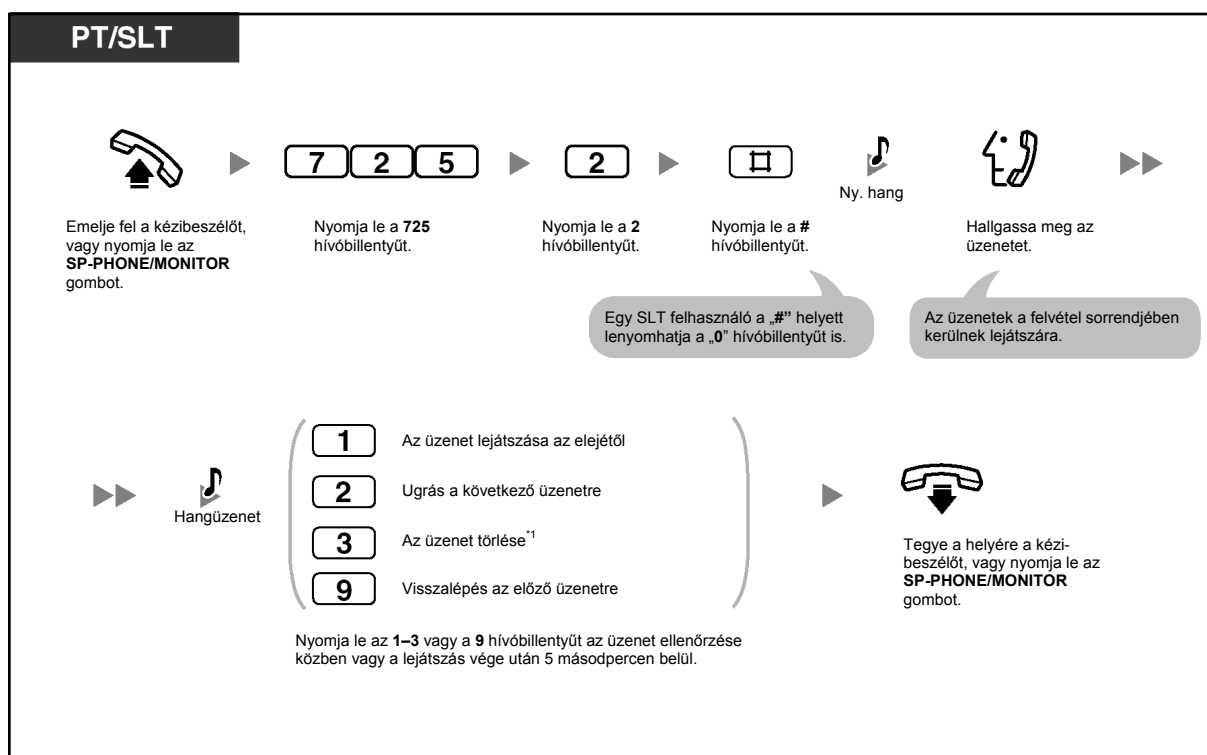 PT/SLT
7 2 5
2
#
Ny. hang
Emelje fel a kézibeszélőt,
vagy nyomja le az
SP-PHONE/MONITOR
gombot.
Nyomja le a 725
hívóbillentyűt.
Nyomja le a 2
hívóbillentyűt.
Nyomja le a #
hívóbillentyűt.
Hallgassa meg az
üzenetet.
Egy SLT felhasználó a „#” helyett
lenyomhatja a „0” hívóbillentyűt is.
Az üzenetek a felvétel sorrendjében
kerülnek lejátszára.
Hangüzenet
1 Az üzenet lejátszása az elejétől
2 Ugrás a következő üzenetre
3 Az üzenet törlése*1
9 Visszalépés az előző üzenetre
Nyomja le az 1–3 vagy a 9 hívóbillentyűt az üzenet ellenőrzése
közben vagy a lejátszás vége után 5 másodpercen belül.
Tegye a helyére a kézi-
beszélőt, vagy nyomja le az
SP-PHONE/MONITOR
gombot.